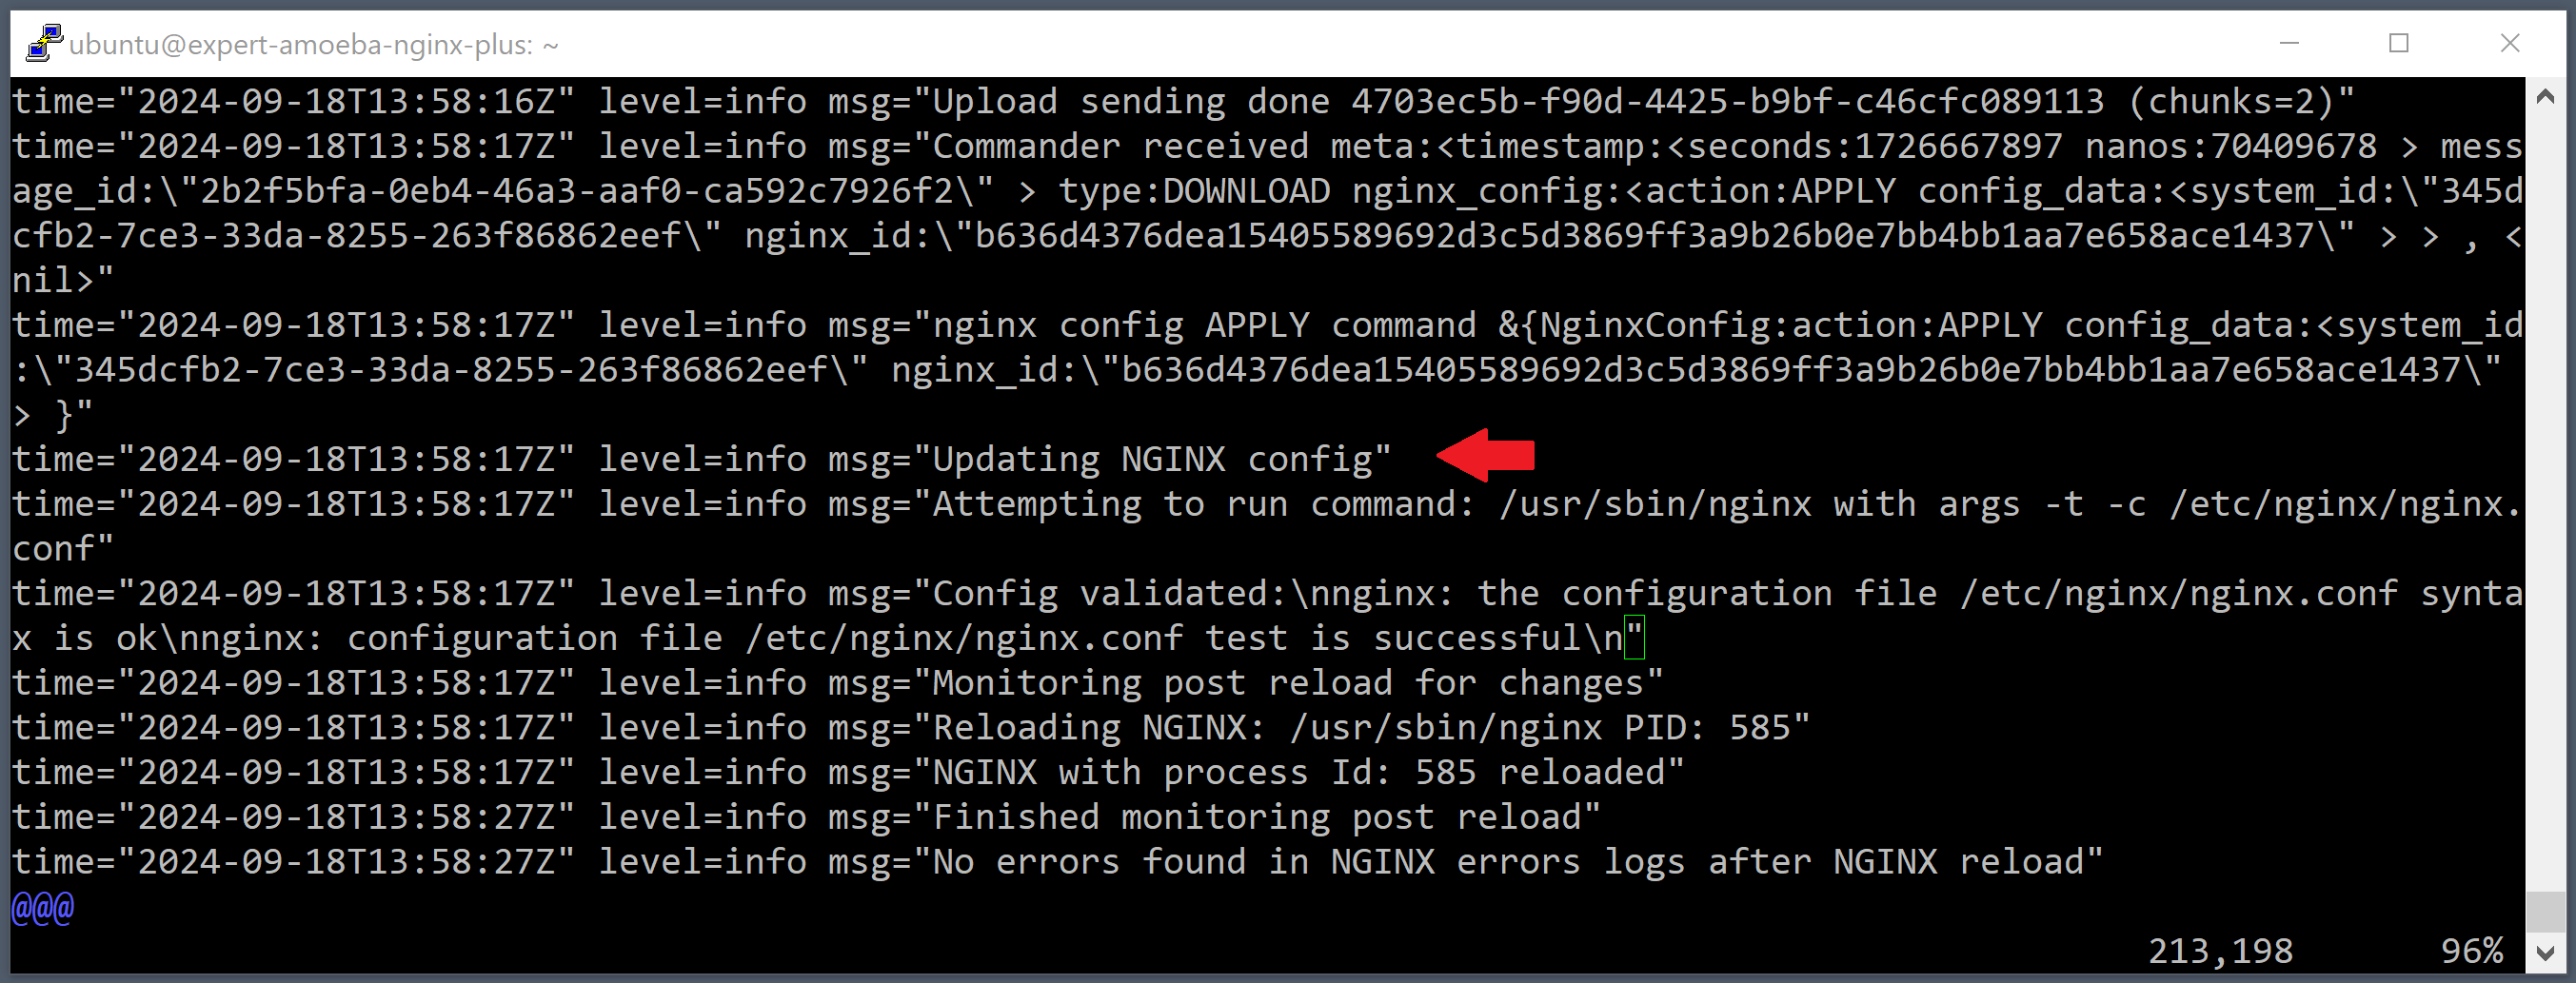 ubuntu@expert-amoeba-nginx-plus: ~
time="2024-09-18T13:58:16Z" level=info msg="Upload sending done 4703ec5b-f90d-4425-b9bf-c46cfc089113 (chunks=2)"
time="2024-09-18T13:58:17Z" level=info msg="Commander received meta:<timestamp:<seconds:1726667897 nanos:70409678 > mess
age_id:\"2b2f5bfa-0eb4-46a3-aaf0-ca592c7926f2\" > type:DOWNLOAD nginx_config:<action:APPLY config_data:<system_id:\"345d
cfb2-7ce3-33da-8255-263f86862eef\" nginx_id:\"b636d4376dea15405589692d3c5d3869ff3a9b26b0e7bb4bb1aa7e658ace1437\" > > , <
nil>"
time="2024-09-18T13:58:17Z" level=info msg="nginx config APPLY command &{NginxConfig:action:APPLY config_data:<system_id
:\"345dcfb2-7ce3-33da-8255-263f86862eef\" nginx_id:\"b636d4376dea15405589692d3c5d3869ff3a9b26b0e7bb4bb1aa7e658ace1437\"
> }"
time="2024-09-18T13:58:17Z" level=info msg="Updating NGINX config"
time="2024-09-18T13:58:17Z" level=info msg="Attempting to run command: /usr/sbin/nginx with args -t -c /etc/nginx/nginx.
conf"
time="2024-09-18T13:58:17Z" level=info msg="Config validated:\nnginx: the configuration file /etc/nginx/nginx.conf synta
x is ok\nnginx: configuration file /etc/nginx/nginx.conf test is successful\n"
time="2024-09-18T13:58:17Z" level=info msg="Monitoring post reload for changes"
time="2024-09-18T13:58:17Z" level=info msg="Reloading NGINX: /usr/sbin/nginx PID: 585"
time="2024-09-18T13:58:17Z" level=info msg="NGINX with process Id: 585 reloaded"
time="2024-09-18T13:58:27Z" level=info msg="Finished monitoring post reload"
time="2024-09-18T13:58:27Z" level=info msg="No errors found in NGINX errors logs after NGINX reload"
@@@
213,198 96%